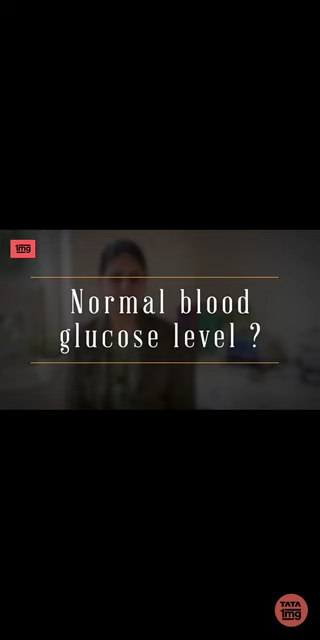 1mg
Normal blood
glucose level ?
TATA
1mg